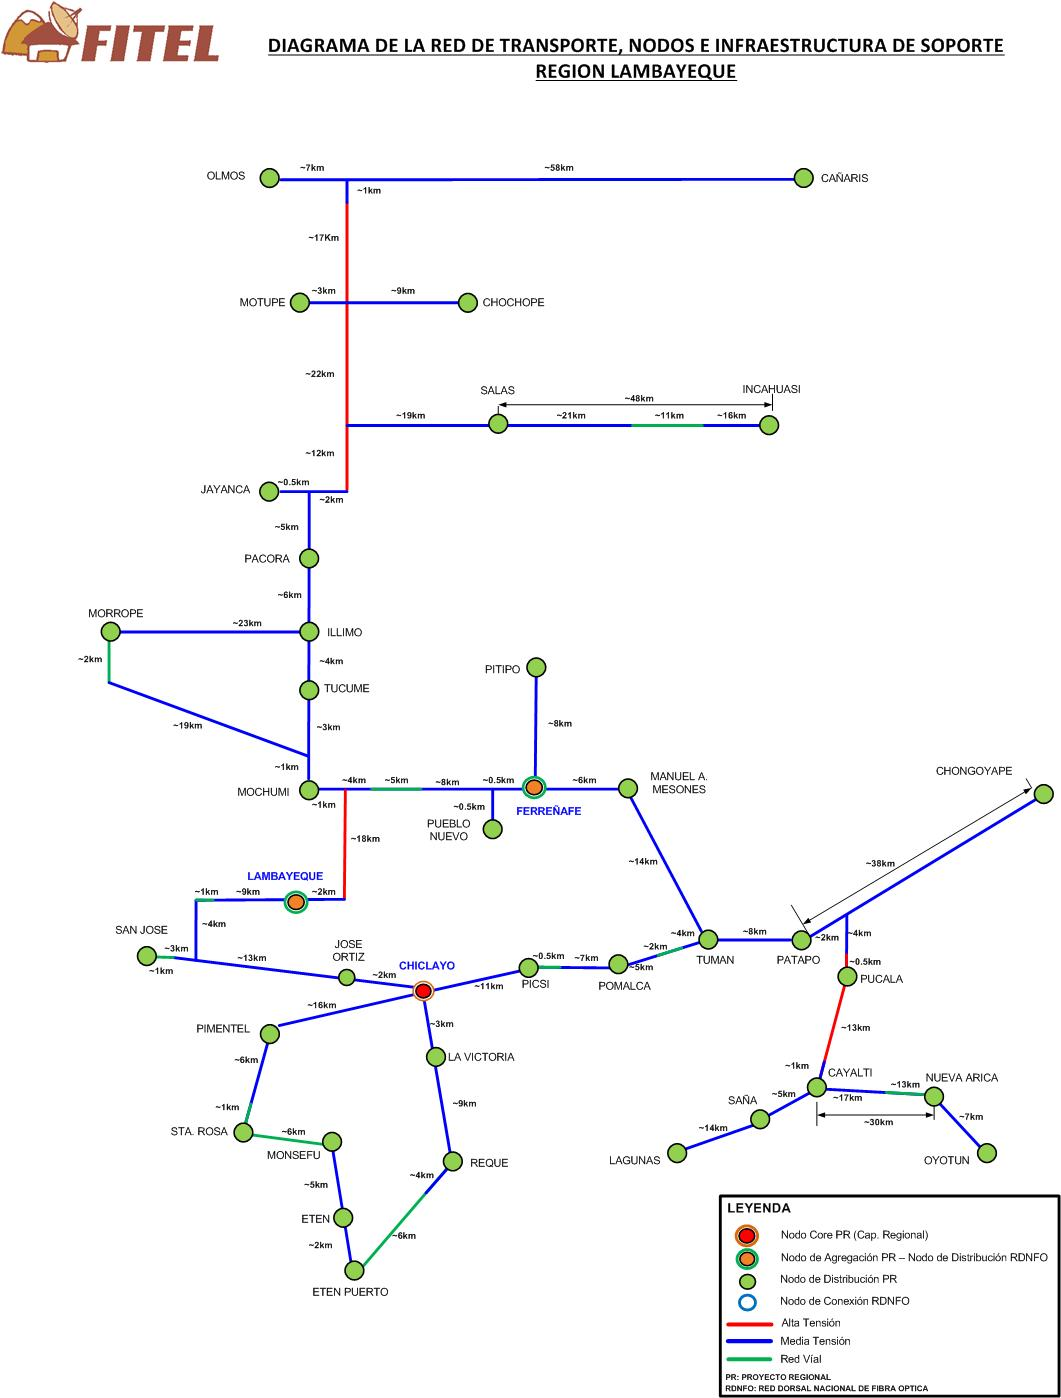 FITEL
DIAGRAMA DE LA RED DE TRANSPORTE, NODOS E INFRAESTRUCTURA DE SOPORTE
REGION LAMBAYEQUE
OLMOS
~7km
~58km
CAÑARIS
~1km
~17Km
MOTUPE
~3km
~9km
CHOCHOPE
~22km
SALAS
~48km
INCAHUASI
~19km
~21km
~11km
~16km
~12km
JAYANCA
~0.5km
~2km
~5km
PACORA
~6km
MORROPE
~23km
ILLIMO
~2km
~4km
TUCUME
PITIPO
~19km
~3km
~8km
~1km
MOCHUMI
~4km
~5km
~8km
~0.5km
~6km
MANUEL A.
MESONES
CHONGOYAPE
~1km
~0.5km
FERREÑAFE
PUEBLO
NUEVO
~18km
~14km
~38km
LAMBAYEQUE
~1km
~9km
~2km
~4km
SAN JOSE
~3km
~1km
~13km
JOSE
ORTIZ
~2km
CHICLAYO
~11km
~0.5km
PICSI
~7km
POMALCA
~5km
~2km
~4km
TUMAN
~8km
PATAPO
~2km
~4km
~0.5km
PUCALA
~16km
PIMENTEL
~3km
~13km
~6km
LA VICTORIA
~1km
CAYALTI
NUEVA ARICA
~13km
~17km
~30km
~7km
OYOTUN
~5km
SAÑA
~14km
LAGUNAS
~9km
~1km
STA. ROSA
~6km
MONSEFU
REQUE
~4km
~5km
ETEN
~6km
~2km
ETEN PUERTO
LEYENDA
Nodo Core PR (Cap. Regional)
Nodo de Agregación PR – Nodo de Distribución RDNFO
Nodo de Distribución PR
Nodo de Conexión RDNFO
Alta Tensión
Media Tensión
Red Víal
PR: PROYECTO REGIONAL
RDNFO: RED DORSAL NACIONAL DE FIBRA OPTICA